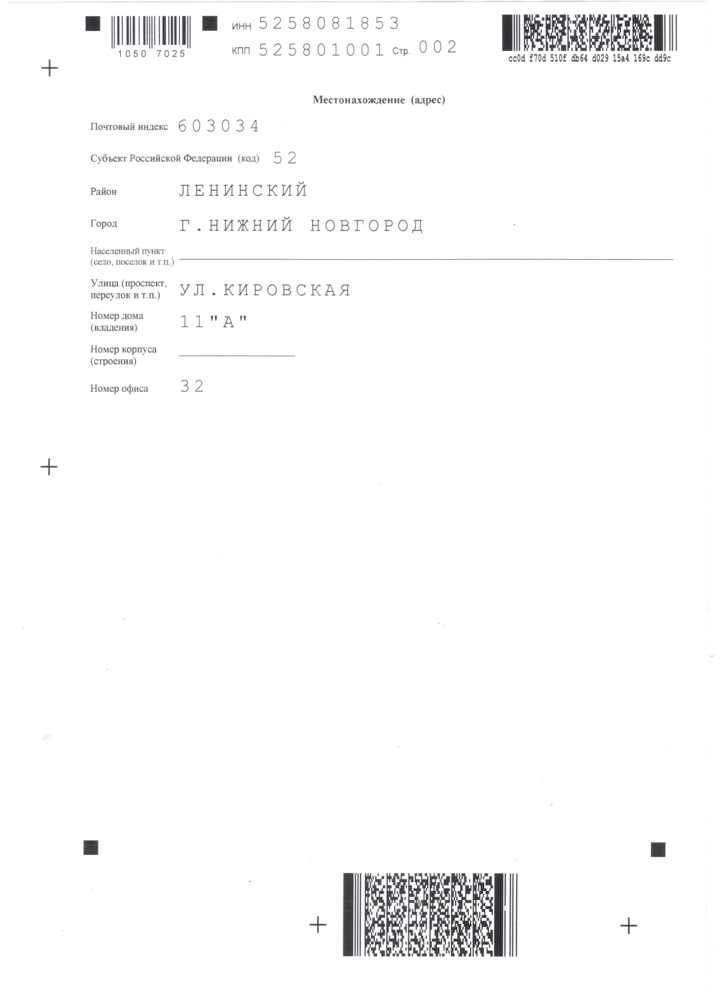 ИНН 5258081853
1050 7025
КПП 525801001 Стр. 002
cc0d f70d 510f db64 d029 15a4 169c dd9c
Местонахождение (адрес)
Почтовый индекс 603034
Субъект Российской Федерации (код) 52
Район ЛЕНИНСКИЙ
Город Г.НИЖНИЙ НОВГОРОД
Населенный пункт
(село, поселок и т.п.)
Улица (проспект,
переулок и т.п.) УЛ.КИРОВСКАЯ
Номер дома
(владения) 11"А"
Номер корпуса
(строения)
Номер офиса 32